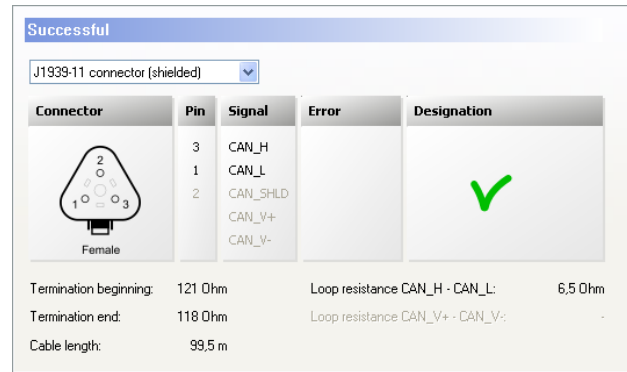 Successful
J1939-11 connector (shielded)
Connector Pin Signal Error Designation
3 CAN_H
1 CAN_L
2 CAN_SHLD
CAN_V+
CAN_V-
2
1 3
Female
Termination beginning: 121 Ohm Loop resistance CAN_H - CAN_L: 6,5 Ohm
Termination end: 118 Ohm Loop resistance CAN_V+ - CAN_V-: -
Cable length: 99,5 m